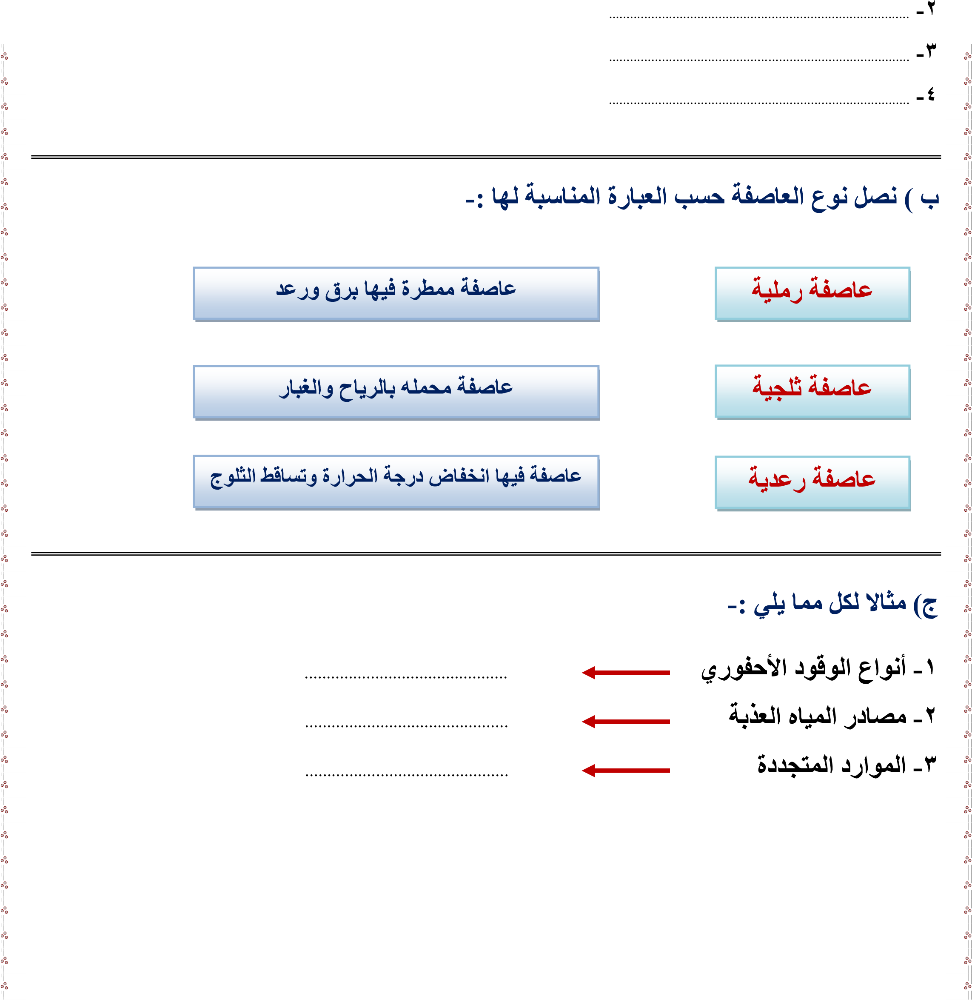 ٢- ........................................
٣- ........................................
٤- ........................................
ب ) نصل نوع العاصفة حسب العبارة المناسبة لها :-
عاصفة رملية عاصفة ممطرة فيها برق ورعد
عاصفة ثلجية عاصفة محمله بالرياح والغبار
عاصفة رعدية عاصفة فيها انخفاض درجة الحرارة وتساقط الثلوج
ج) مثالا لكل مما يلي :-
١- أنواع الوقود الأحفوري ........................................
٢- مصادر المياه العذبة ........................................
٣- الموارد المتجددة ........................................